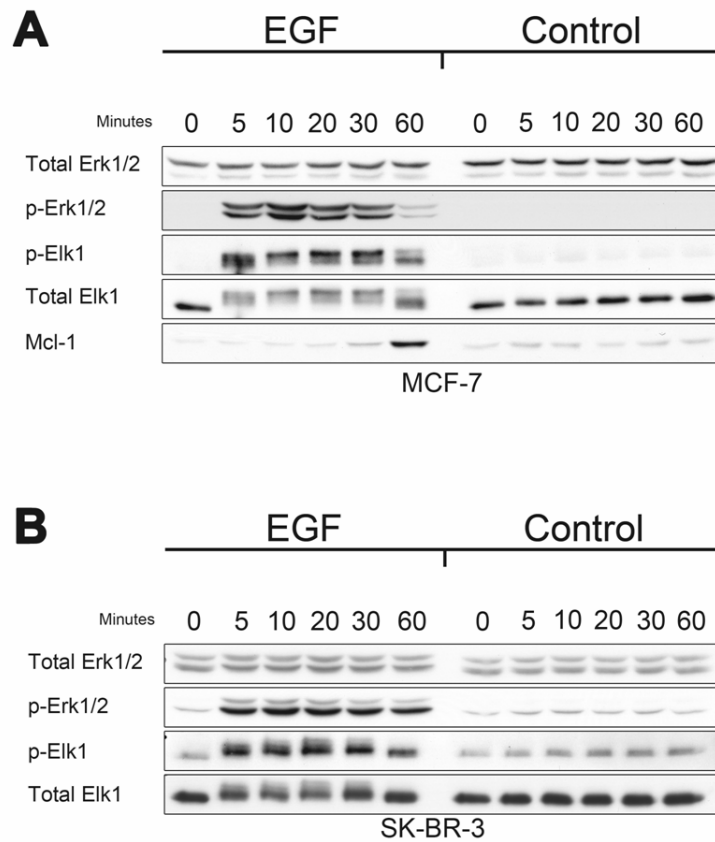 A
EGF Control
Minutes 0 5 10 20 30 60 0 5 10 20 30 60
Total Erk1/2
p-Erk1/2
p-Elk1
Total Elk1
Mcl-1
MCF-7
B
EGF Control
Minutes 0 5 10 20 30 60 0 5 10 20 30 60
Total Erk1/2
p-Erk1/2
p-Elk1
Total Elk1
SK-BR-3